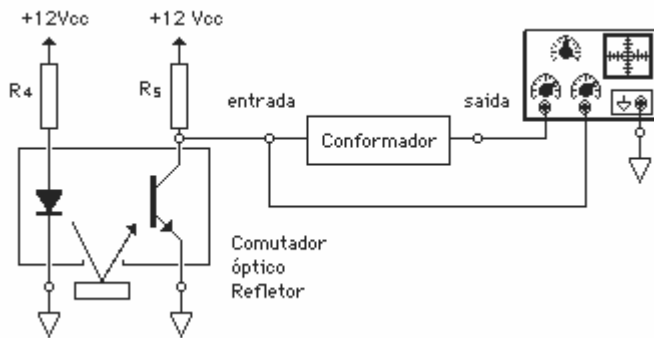 +12Vcc
+12 Vcc
R4
R5
entrada
saida
Conformador
Comutador
óptico
Refletor